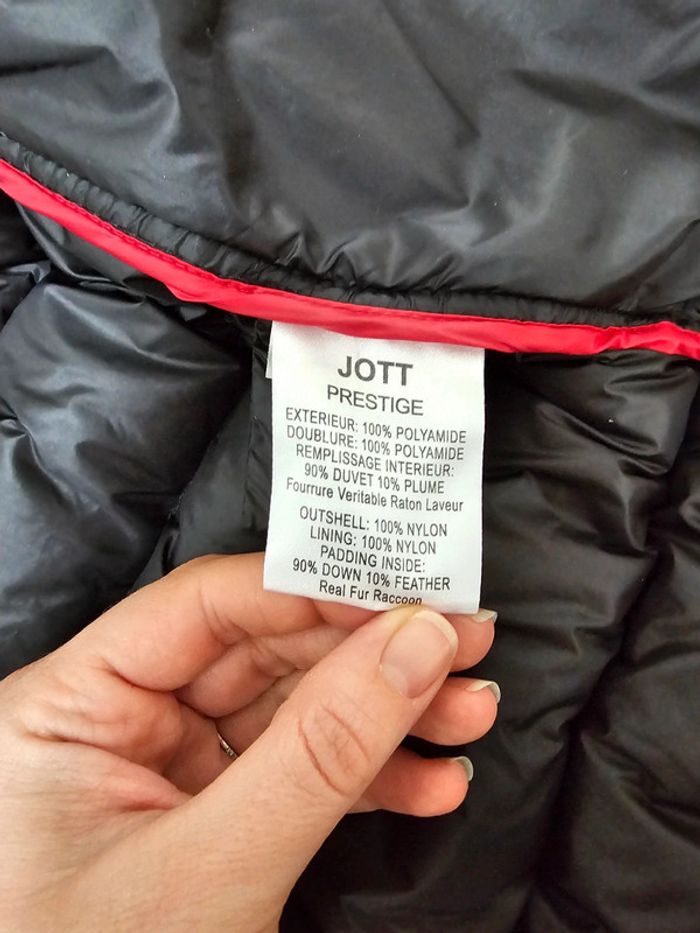 JOTT
PRESTIGE
EXTERIEUR: 100% POLYAMIDE
DOUBLURE: 100% POLYAMIDE
REMPLISSAGE INTERIEUR:
90% DUVET 10% PLUME
Fourrure Veritable Raton Laveur
OUTSHELL: 100% NYLON
LINING: 100% NYLON
PADDING INSIDE:
90% DOWN 10% FEATHER
Real Fur Raccoon